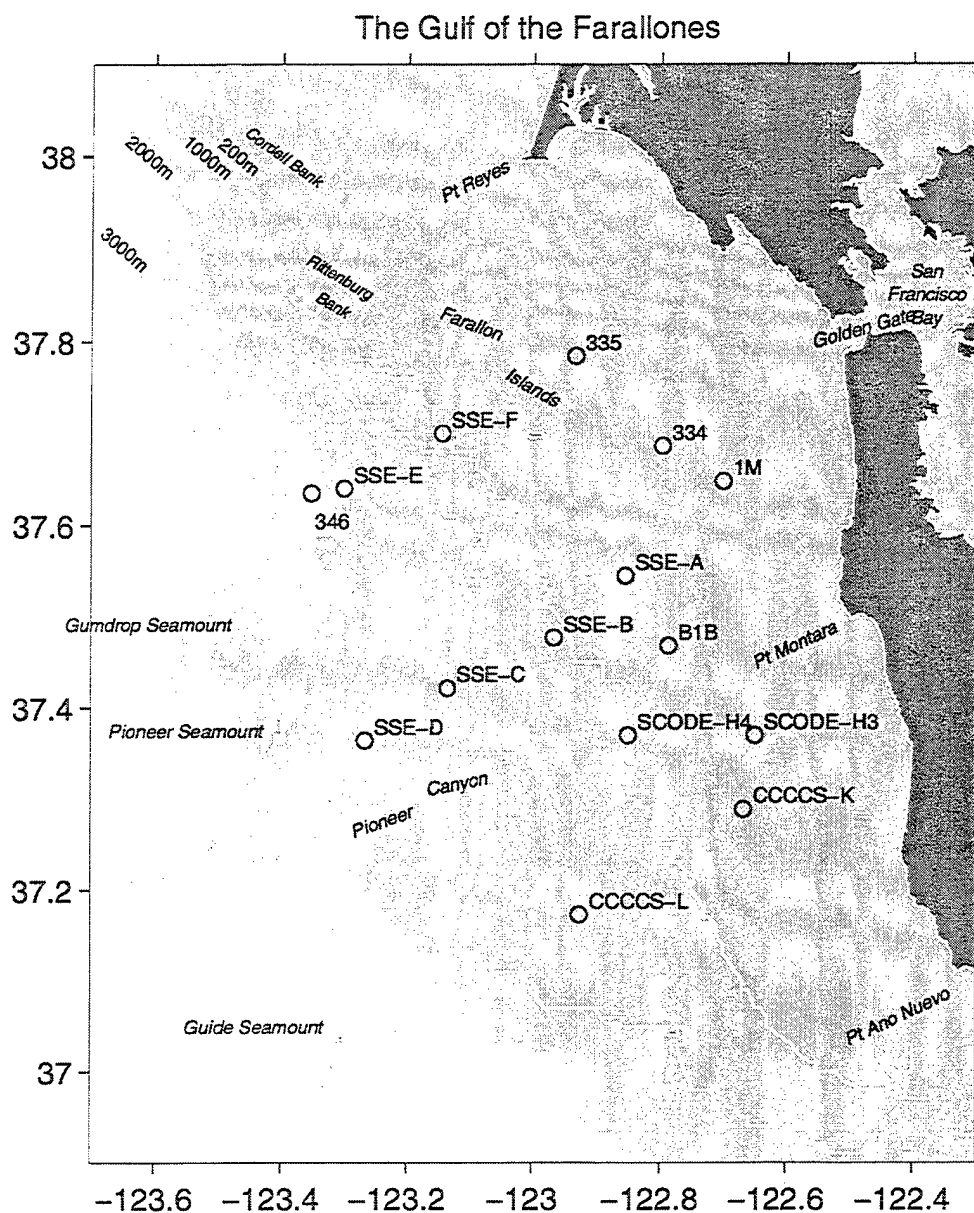 The Gulf of the Farallones
38
2000m
1000m
200m
Cordell Bank
Pt Reyes
3000m
Rittenburg
Bank
Farallon
Islands
San
Francisco
Bay
Golden Gate
37.8
335
SSE-F
334
1M
SSE-E
346
37.6
SSE-A
Gumdrop Seamount
SSE-B
B1B
Pt Montara
SSE-C
37.4
Pioneer Seamount
SSE-D
SCODE-H4
SCODE-H3
Pioneer
Canyon
CCCCS-K
37.2
CCCCS-L
Guide Seamount
Pt Ano Nuevo
37
-123.6
-123.4
-123.2
-123
-122.8
-122.6
-122.4